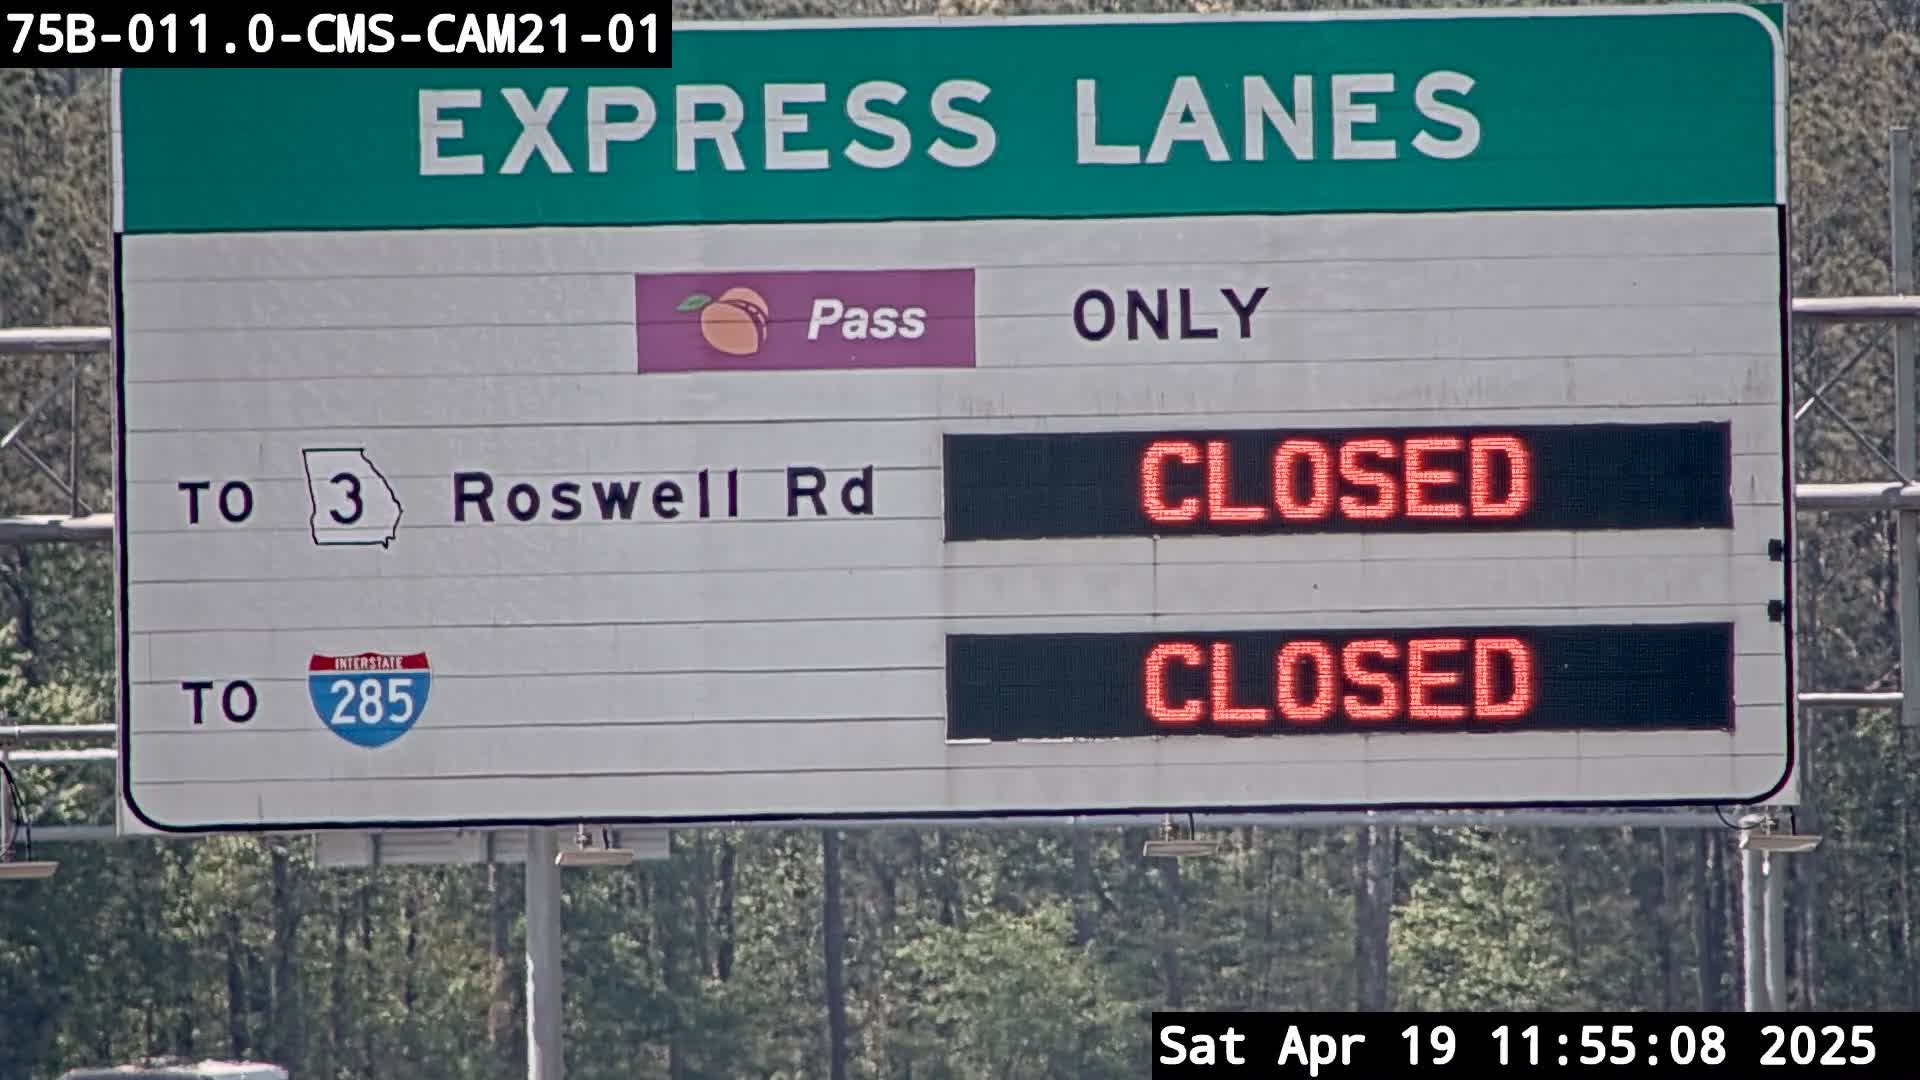 75B-011.0-CMS-CAM21-01
EXPRESS LANES
Pass ONLY
TO 3 Roswell Rd CLOSED
INTERSTATE
TO 285 CLOSED
Sat Apr 19 11:55:08 2025